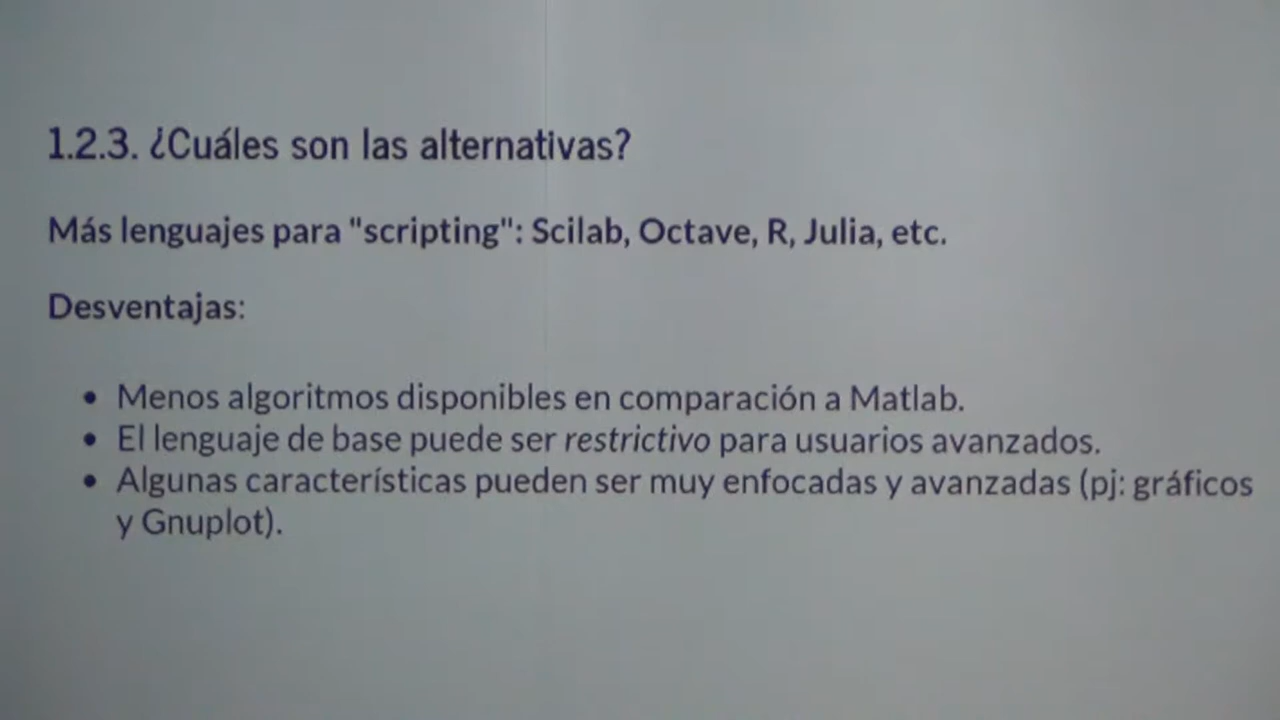 1.2.3. ¿Cuáles son las alternativas?
Más lenguajes para "scripting": Scilab, Octave, R, Julia, etc.
Desventajas:
• Menos algoritmos disponibles en comparación a Matlab.
• El lenguaje de base puede ser restrictivo para usuarios avanzados.
• Algunas características pueden ser muy enfocadas y avanzadas (pj: gráficos
y Gnuplot).